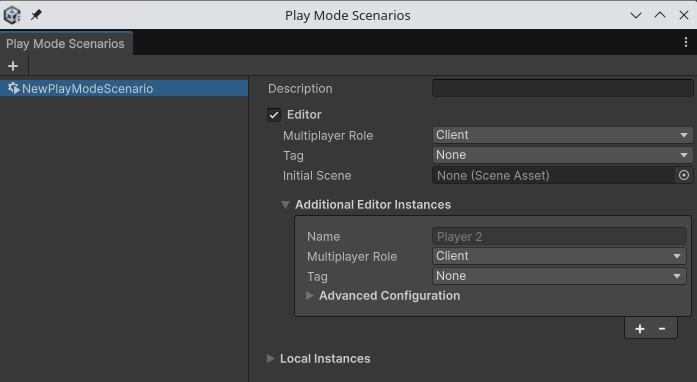 Play Mode Scenarios
Play Mode Scenarios
+
NewPlayModeScenario
Description
Editor
Multiplayer Role Client
Tag None
Initial Scene None (Scene Asset)
Additional Editor Instances
Name Player 2
Multiplayer Role Client
Tag None
Advanced Configuration
+ -
Local Instances